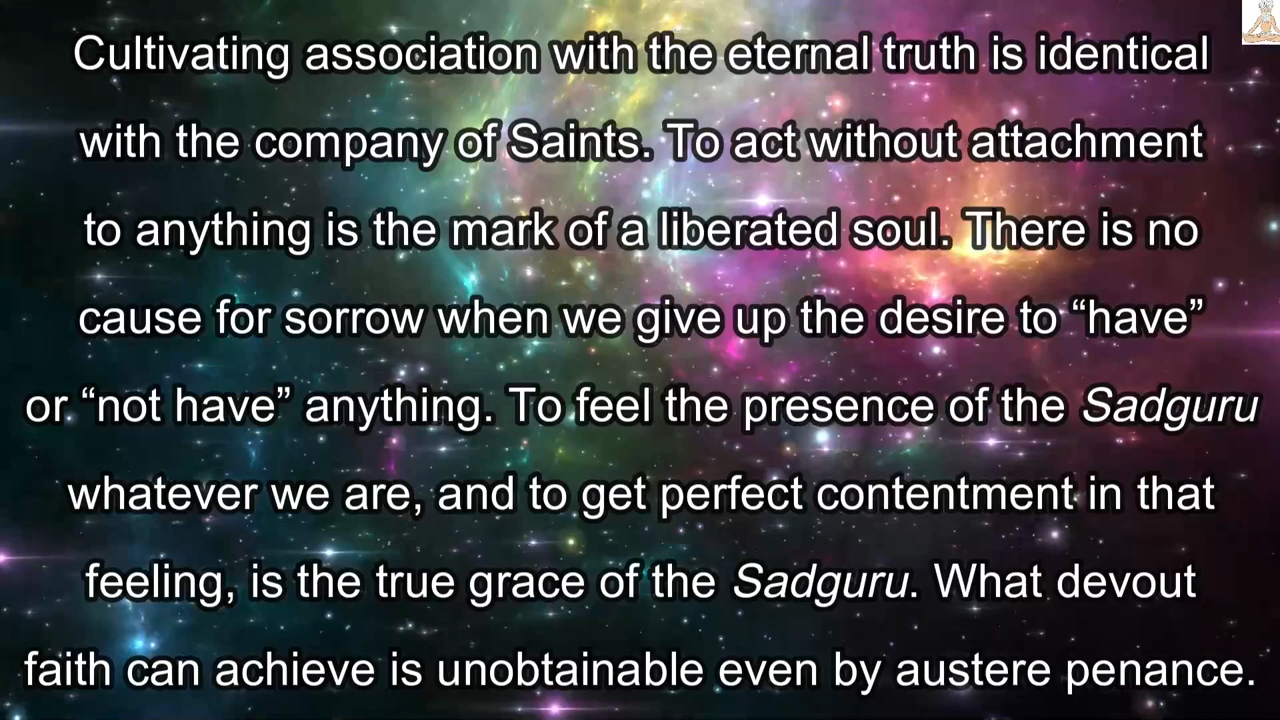 Cultivating association with the eternal truth is identical
with the company of Saints. To act without attachment
to anything is the mark of a liberated soul. There is no
cause for sorrow when we give up the desire to “have”
or “not have” anything. To feel the presence of the Sadguru
whatever we are, and to get perfect contentment in that
feeling, is the true grace of the Sadguru. What devout
faith can achieve is unobtainable even by austere penance.